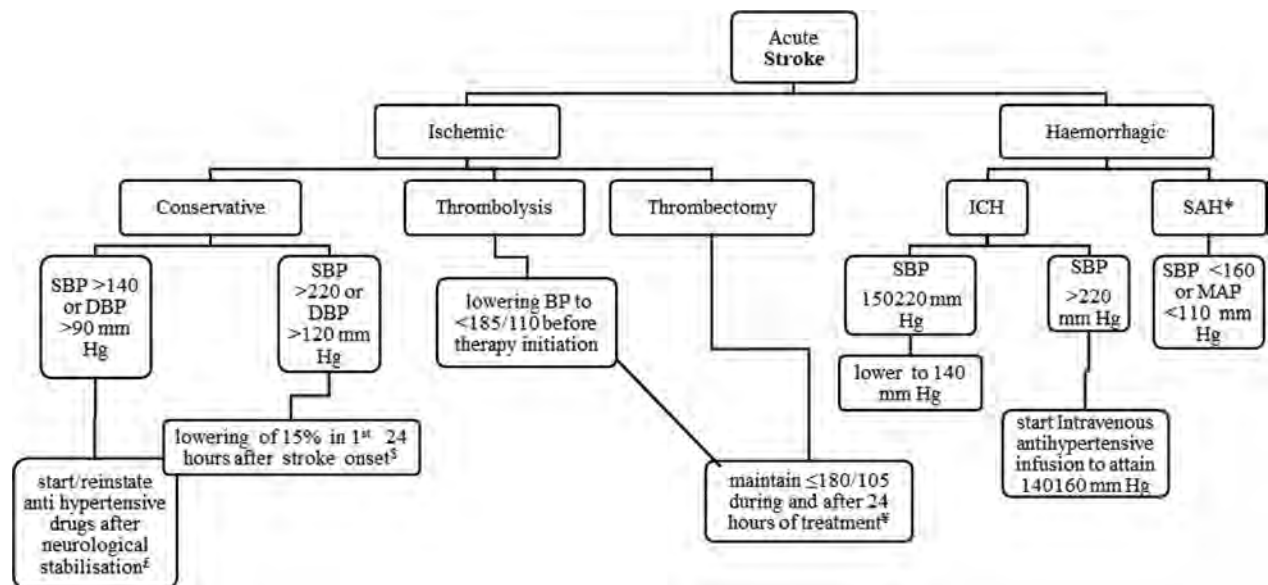 Acute
Stroke
Ischemic
Haemorrhagic
Conservative
Thrombolysis
Thrombectomy
ICH
SAH*
SBP >140
or DBP
>90 mm
Hg
SBP
>220 or
DBP
>120 mm
Hg
lowering BP to
<185/110 before
therapy initiation
SBP
150220 mm
Hg
SBP
>220
mm Hg
SBP <160
or MAP
<110 mm
Hg
lower to 140
mm Hg
lowering of 15% in 1st 24
hours after stroke onset$
start/reinstate
anti hypertensive
drugs after
neurological
stabilisation£
maintain ≤180/105
during and after 24
hours of treatment¥
start Intravenous
antihypertensive
infusion to attain
140160 mm Hg